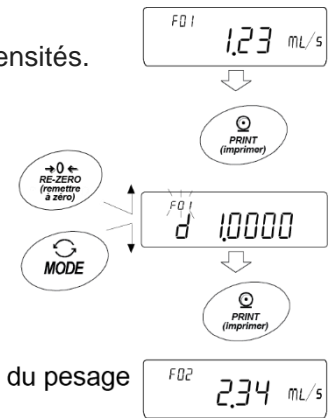 F01
1.23 mL/s
ensités.
PRINT
(imprimer)
→0←
RE-ZERO
(remettre
à zéro)
F01
d 1.0000
MODE
PRINT
(imprimer)
du pesage
F02
2.34 mL/s